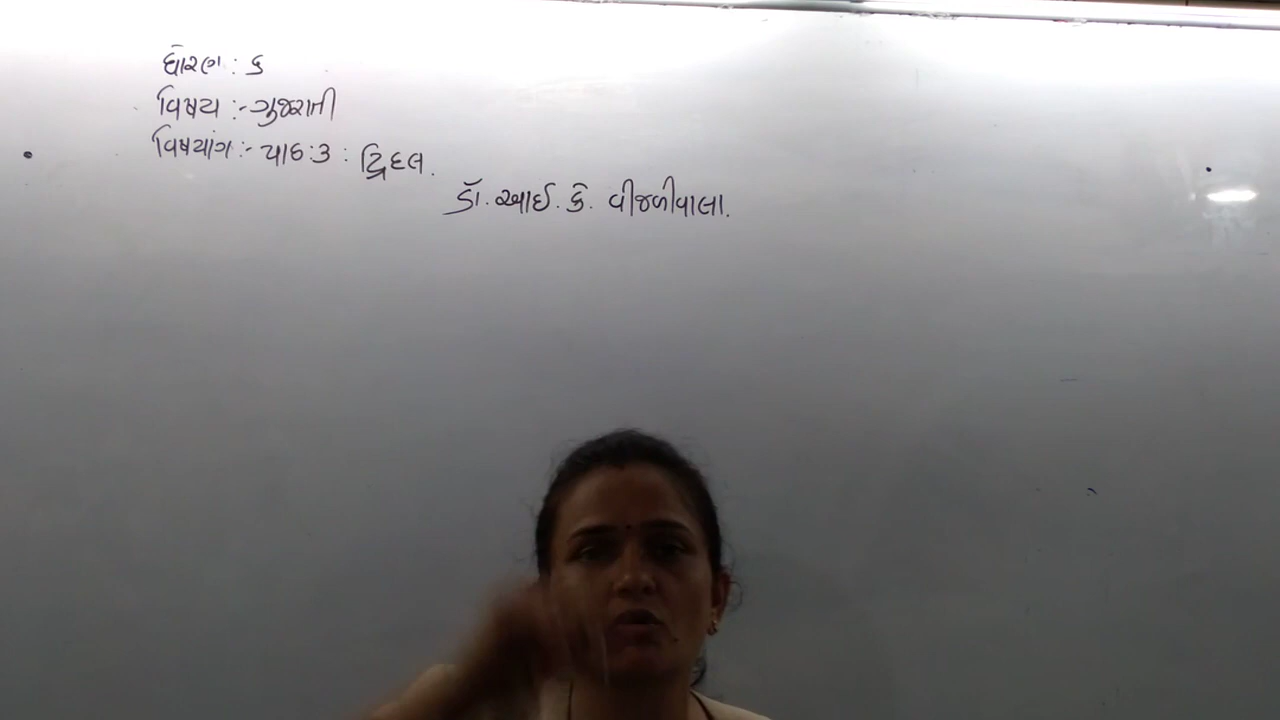 ધોરણ : ૬
વિષય :- ગુજરાતી
વિષયાંગ :- પાઠ : ૩ : દ્વિદલ.
ડૉ. આઈ. કે. વીજળીવાલા.